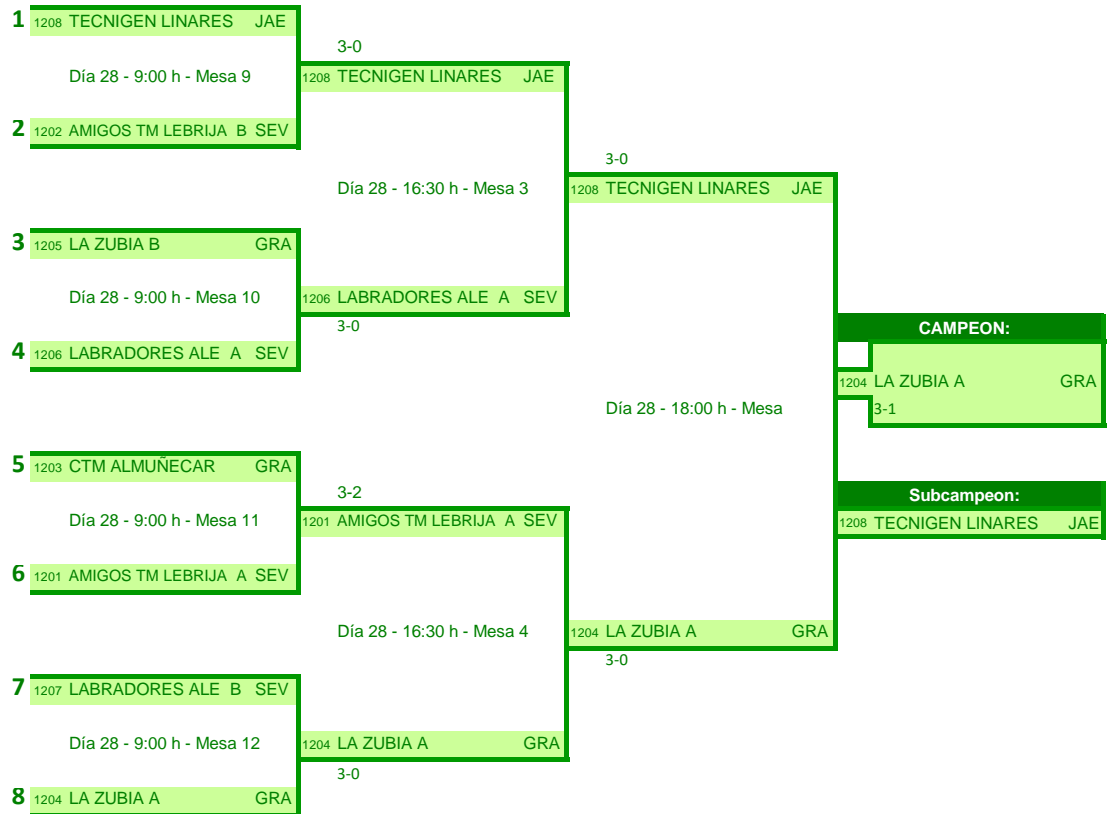 1 1208 TECNIGEN LINARES JAE
3-0
Día 28 - 9:00 h - Mesa 9
1208 TECNIGEN LINARES JAE
2 1202 AMIGOS TM LEBRIJA B SEV
3-0
Día 28 - 16:30 h - Mesa 3
1208 TECNIGEN LINARES JAE
3 1205 LA ZUBIA B GRA
Día 28 - 9:00 h - Mesa 10
1206 LABRADORES ALE A SEV
3-0
CAMPEON:
4 1206 LABRADORES ALE A SEV
1204 LA ZUBIA A GRA
Día 28 - 18:00 h - Mesa
3-1
5 1203 CTM ALMUÑECAR GRA
3-2
Subcampeon:
Día 28 - 9:00 h - Mesa 11
1201 AMIGOS TM LEBRIJA A SEV
1208 TECNIGEN LINARES JAE
6 1201 AMIGOS TM LEBRIJA A SEV
Día 28 - 16:30 h - Mesa 4
1204 LA ZUBIA A GRA
3-0
7 1207 LABRADORES ALE B SEV
Día 28 - 9:00 h - Mesa 12
1204 LA ZUBIA A GRA
3-0
8 1204 LA ZUBIA A GRA